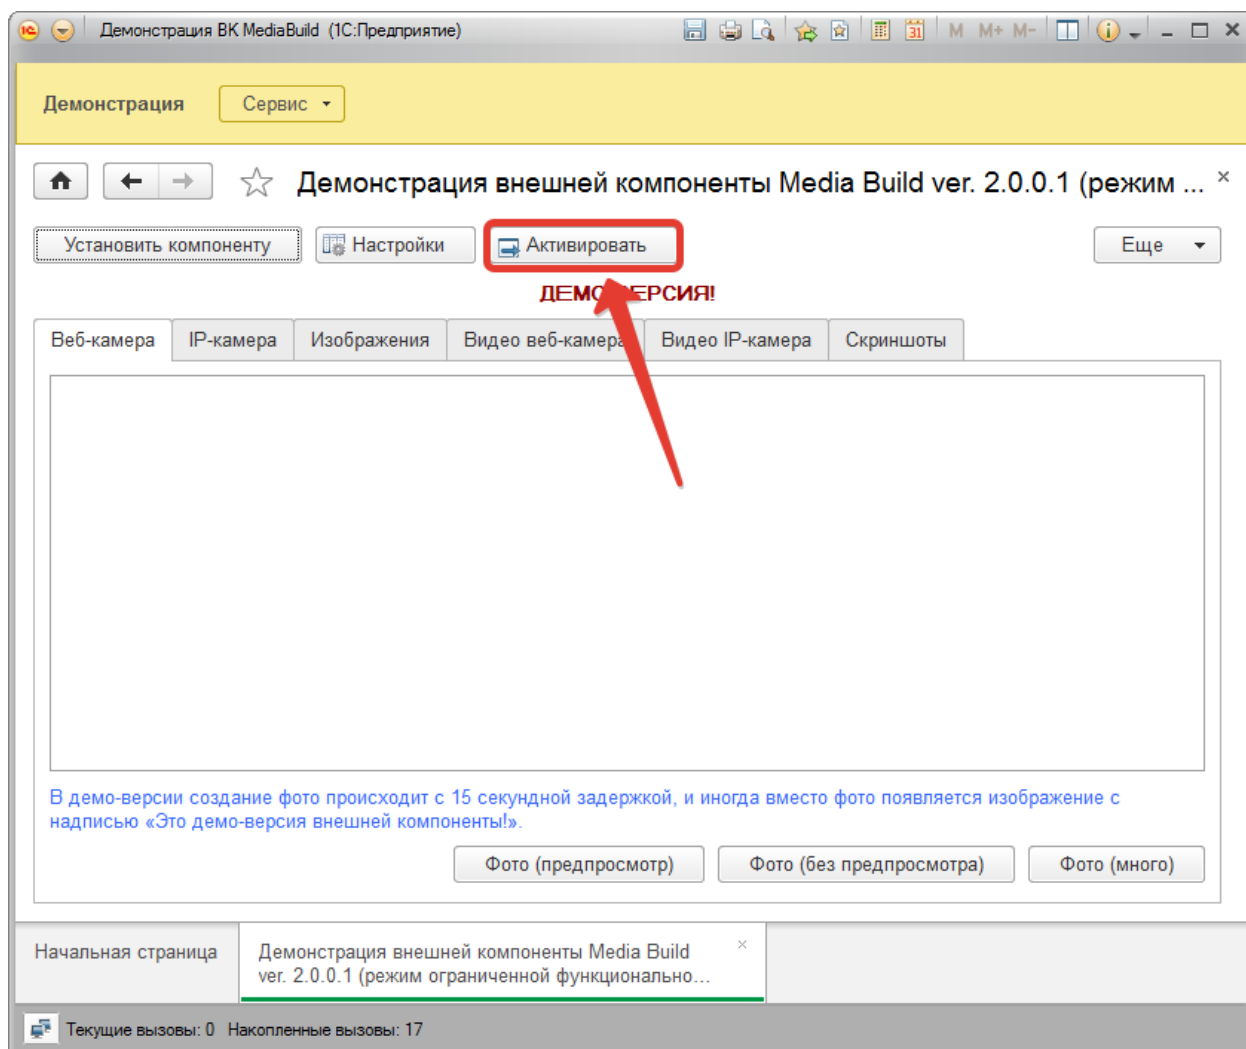 Демонстрация ВК MediaBuild (1С:Предприятие)
M M+ M-
31
Демонстрация Сервис
Демонстрация внешней компоненты Media Build ver. 2.0.0.1 (режим ...
Установить компоненту Настройки Активировать Еще
Веб-камера IP-камера Изображения Видео веб-камера Видео IP-камера Скриншоты
В демо-версии создание фото происходит с 15 секундной задержкой, и иногда вместо фото появляется изображение с
надписью «Это демо-версия внешней компоненты!».
Фото (предпросмотр) Фото (без предпросмотра) Фото (много)
Начальная страница
Демонстрация внешней компоненты Media Build
ver. 2.0.0.1 (режим ограниченной функционально...
Текущие вызовы: 0 Накопленные вызовы: 17